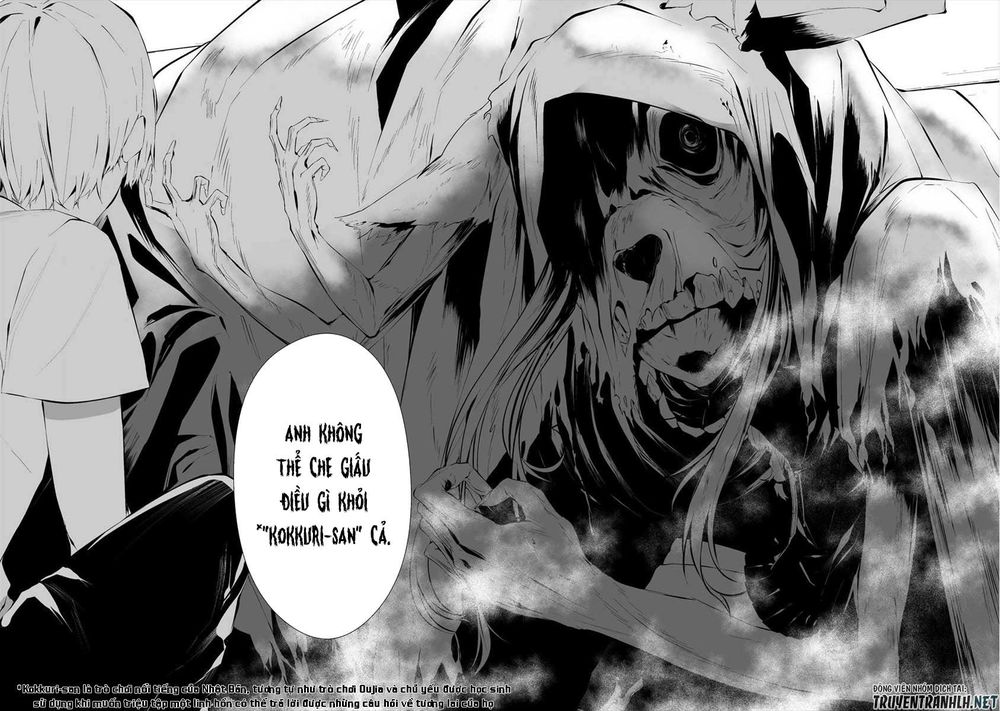 ANH KHÔNG
THỂ CHE GIẤU
ĐIỀU GÌ KHỎI
*"KOKKURI-SAN" CẢ.
*Kokkuri-san là trò chơi nổi tiếng của Nhật Bản, tương tự như trò chơi Oujia và chủ yếu được học sinh
sử dụng khi muốn triệu tập một linh hồn có thể trả lời được những câu hỏi về tương lai của họ
ĐỘNG VIÊN NHÓM DỊCH TẠI:
TRUYENTRANHLH.NET